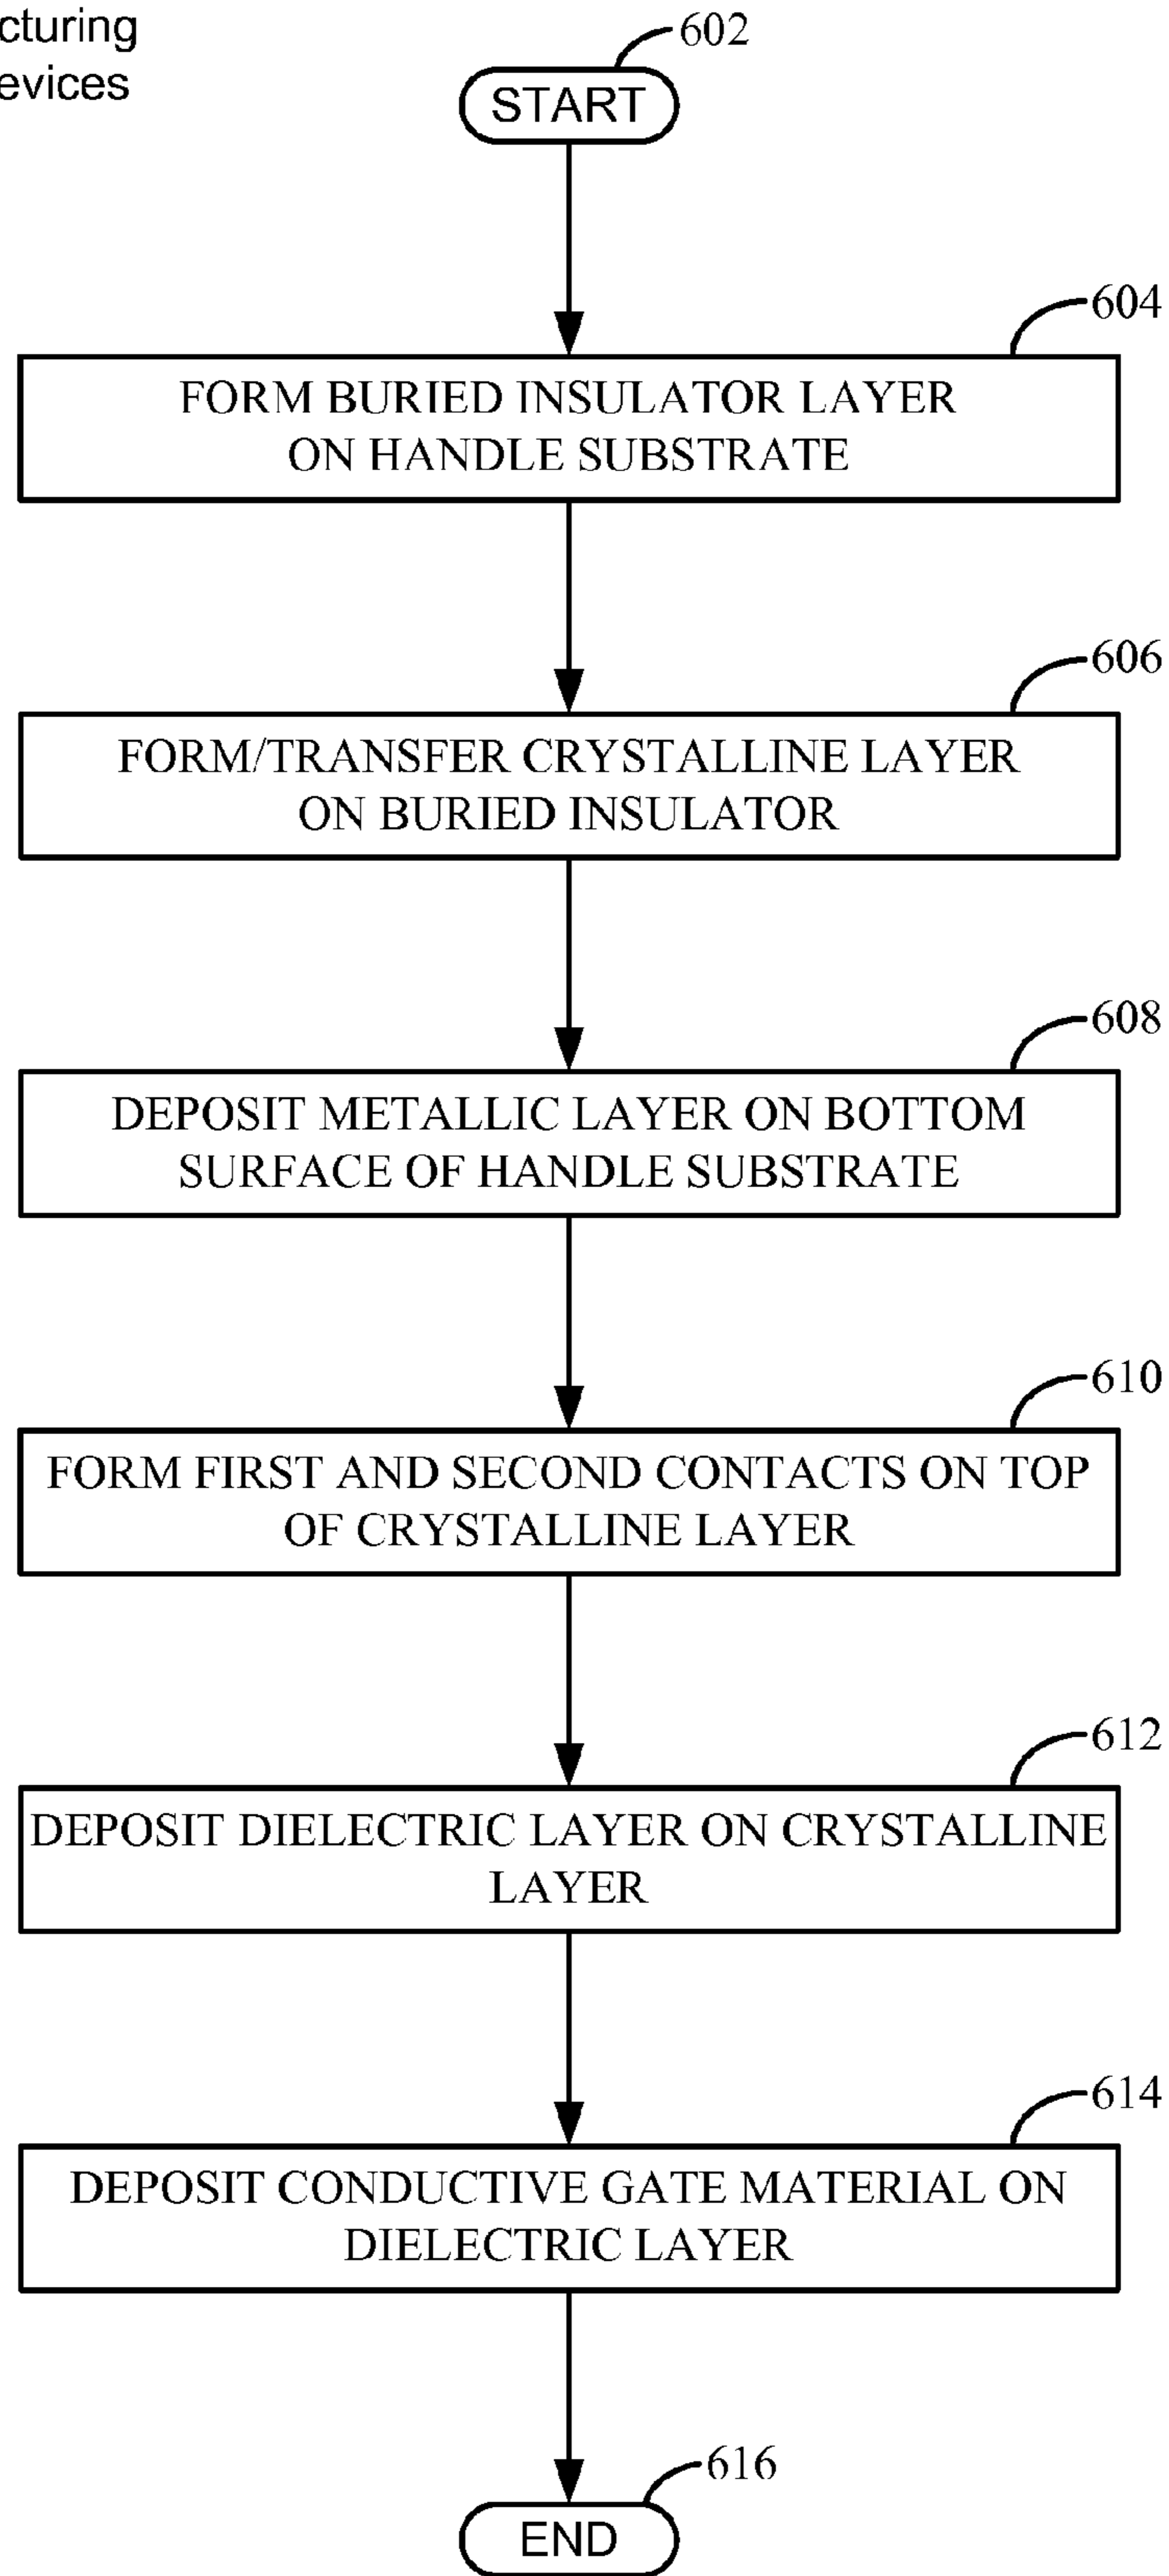 cturing
evices
602
START
604
FORM BURIED INSULATOR LAYER
ON HANDLE SUBSTRATE
606
FORM/TRANSFER CRYSTALLINE LAYER
ON BURIED INSULATOR
608
DEPOSIT METALLIC LAYER ON BOTTOM
SURFACE OF HANDLE SUBSTRATE
610
FORM FIRST AND SECOND CONTACTS ON TOP
OF CRYSTALLINE LAYER
612
DEPOSIT DIELECTRIC LAYER ON CRYSTALLINE
LAYER
614
DEPOSIT CONDUCTIVE GATE MATERIAL ON
DIELECTRIC LAYER
616
END